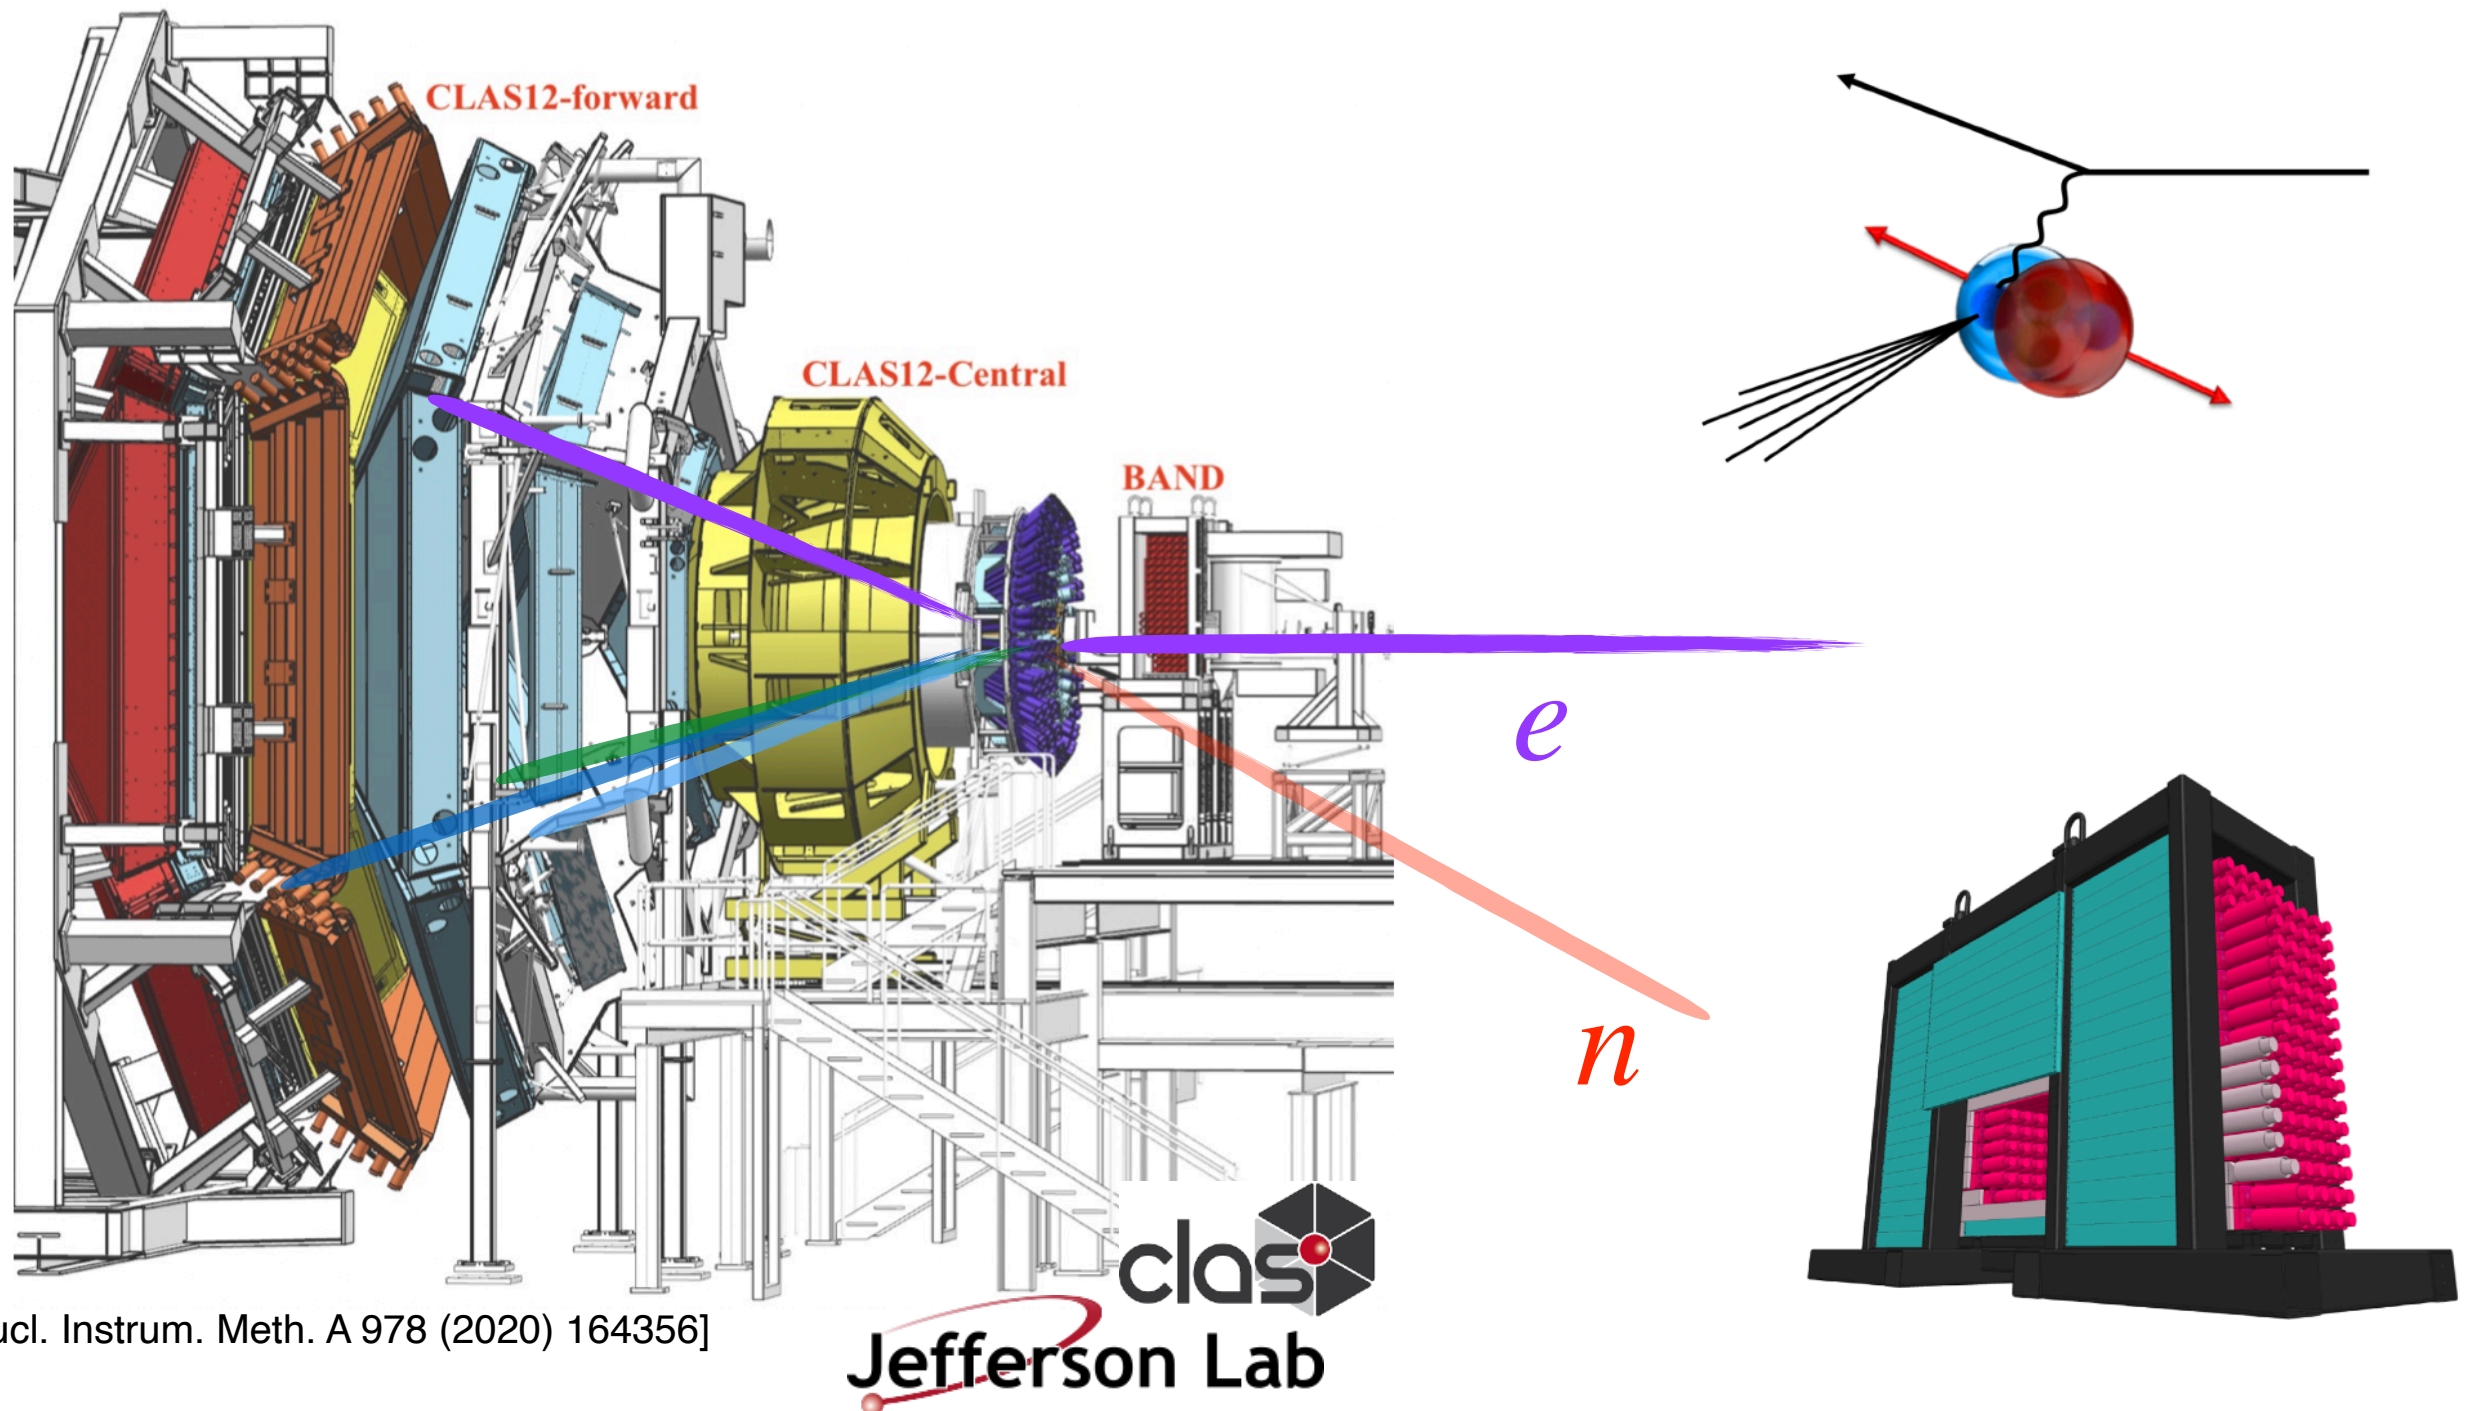 CLAS12-forward
CLAS12-Central
BAND
e
n
clas
ucl. Instrum. Meth. A 978 (2020) 164356]
Jefferson Lab